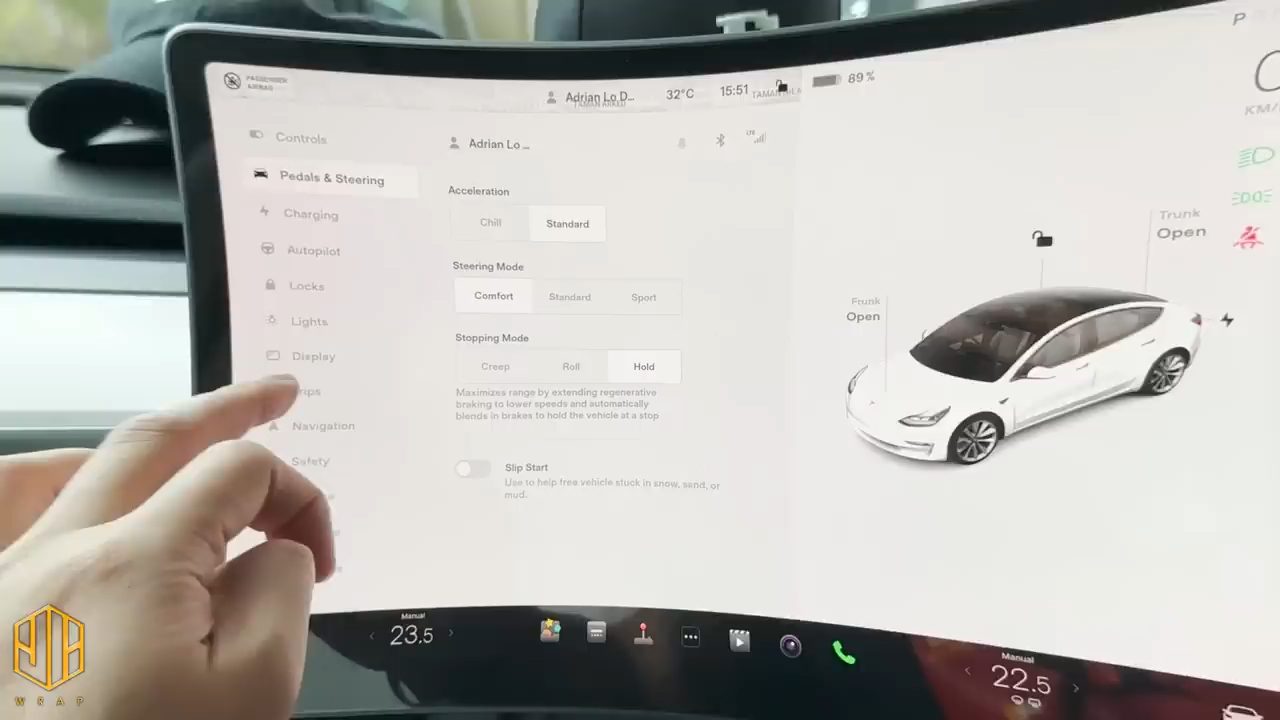 PASSENGER
AIRBAG
Adrian Lo D...
32°C
15:51
89 %
P
Controls
Pedals & Steering
Charging
Autopilot
Locks
Lights
Display
Navigation
Safety
Adrian Lo ...
LTE
Acceleration
Chill
Standard
Steering Mode
Comfort
Standard
Sport
Stopping Mode
Creep
Roll
Hold
Maximizes range by extending regenerative
braking to lower speeds and automatically
blends in brakes to hold the vehicle at a stop
Slip Start
Use to help free vehicle stuck in snow, sand, or
mud.
Frunk
Open
Trunk
Open
Manual
23.5
Manual
22.5
WRAP